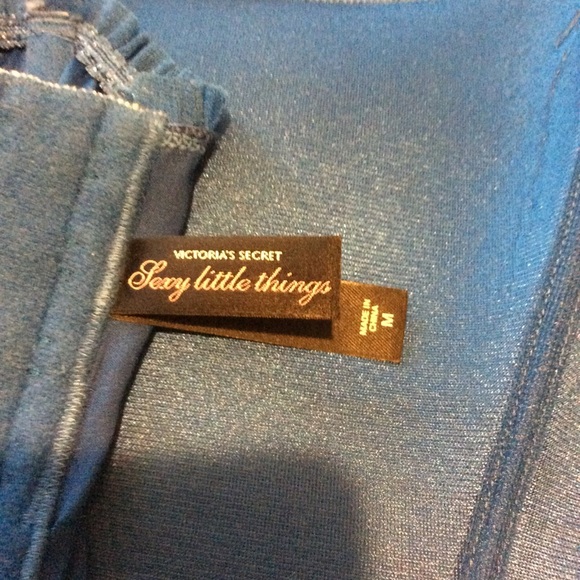 VICTORIA'S SECRET
Sexy little things
MADE IN
CHINA
M